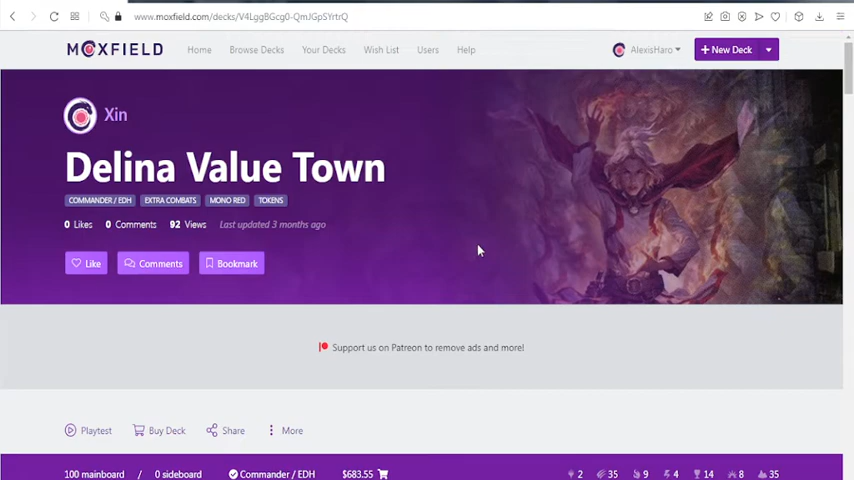 www.moxfield.com/decks/V4LggBGcg0-QmJGpSYrtrQ
MOXFIELD Home Browse Decks Your Decks Wish List Users Help AlexisHaro + New Deck
Xin
Delina Value Town
COMMANDER / EDH EXTRA COMBATS MONO RED TOKENS
0 Likes 0 Comments 92 Views Last updated 3 months ago
Like Comments Bookmark
Support us on Patreon to remove ads and more!
Playtest Buy Deck Share More
100 mainboard / 0 sideboard Commander / EDH $683.55 2 35 9 4 14 8 35